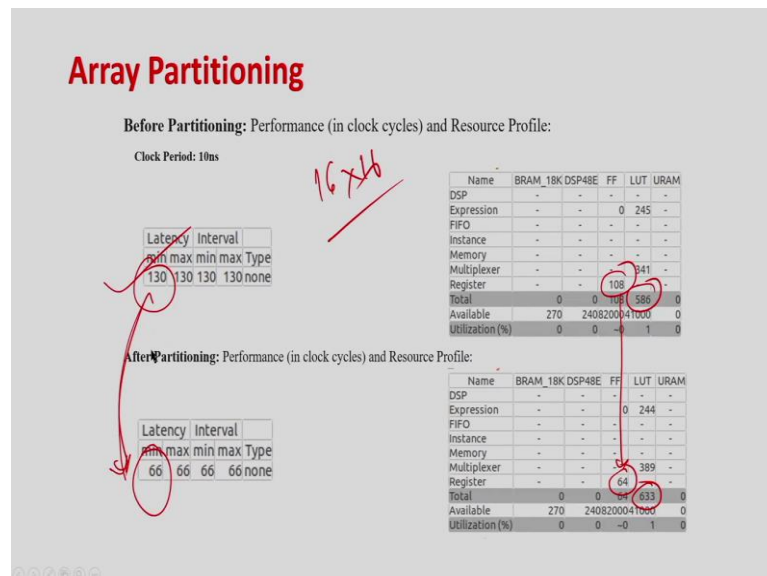 Array Partitioning
Before Partitioning: Performance (in clock cycles) and Resource Profile:
Clock Period: 10ns
16x16
Latency Interval
min max min max Type
130 130 130 130 none
Name BRAM_18K DSP48E FF LUT URAM
DSP - - - - -
Expression - - 0 245 -
FIFO - - - - -
Instance - - - - -
Memory - - - - -
Multiplexer - - - 341 -
Register - - 108 - -
Total 0 0 108 586 0
Available 270 240 82000 41000 0
Utilization (%) 0 0 ~0 1 0
After Partitioning: Performance (in clock cycles) and Resource Profile:
Latency Interval
min max min max Type
66 66 66 66 none
Name BRAM_18K DSP48E FF LUT URAM
DSP - - - - -
Expression - - 0 244 -
FIFO - - - - -
Instance - - - - -
Memory - - - - -
Multiplexer - - - 389 -
Register - - 64 - -
Total 0 0 64 633 0
Available 270 240 82000 41000 0
Utilization (%) 0 0 ~0 1 0